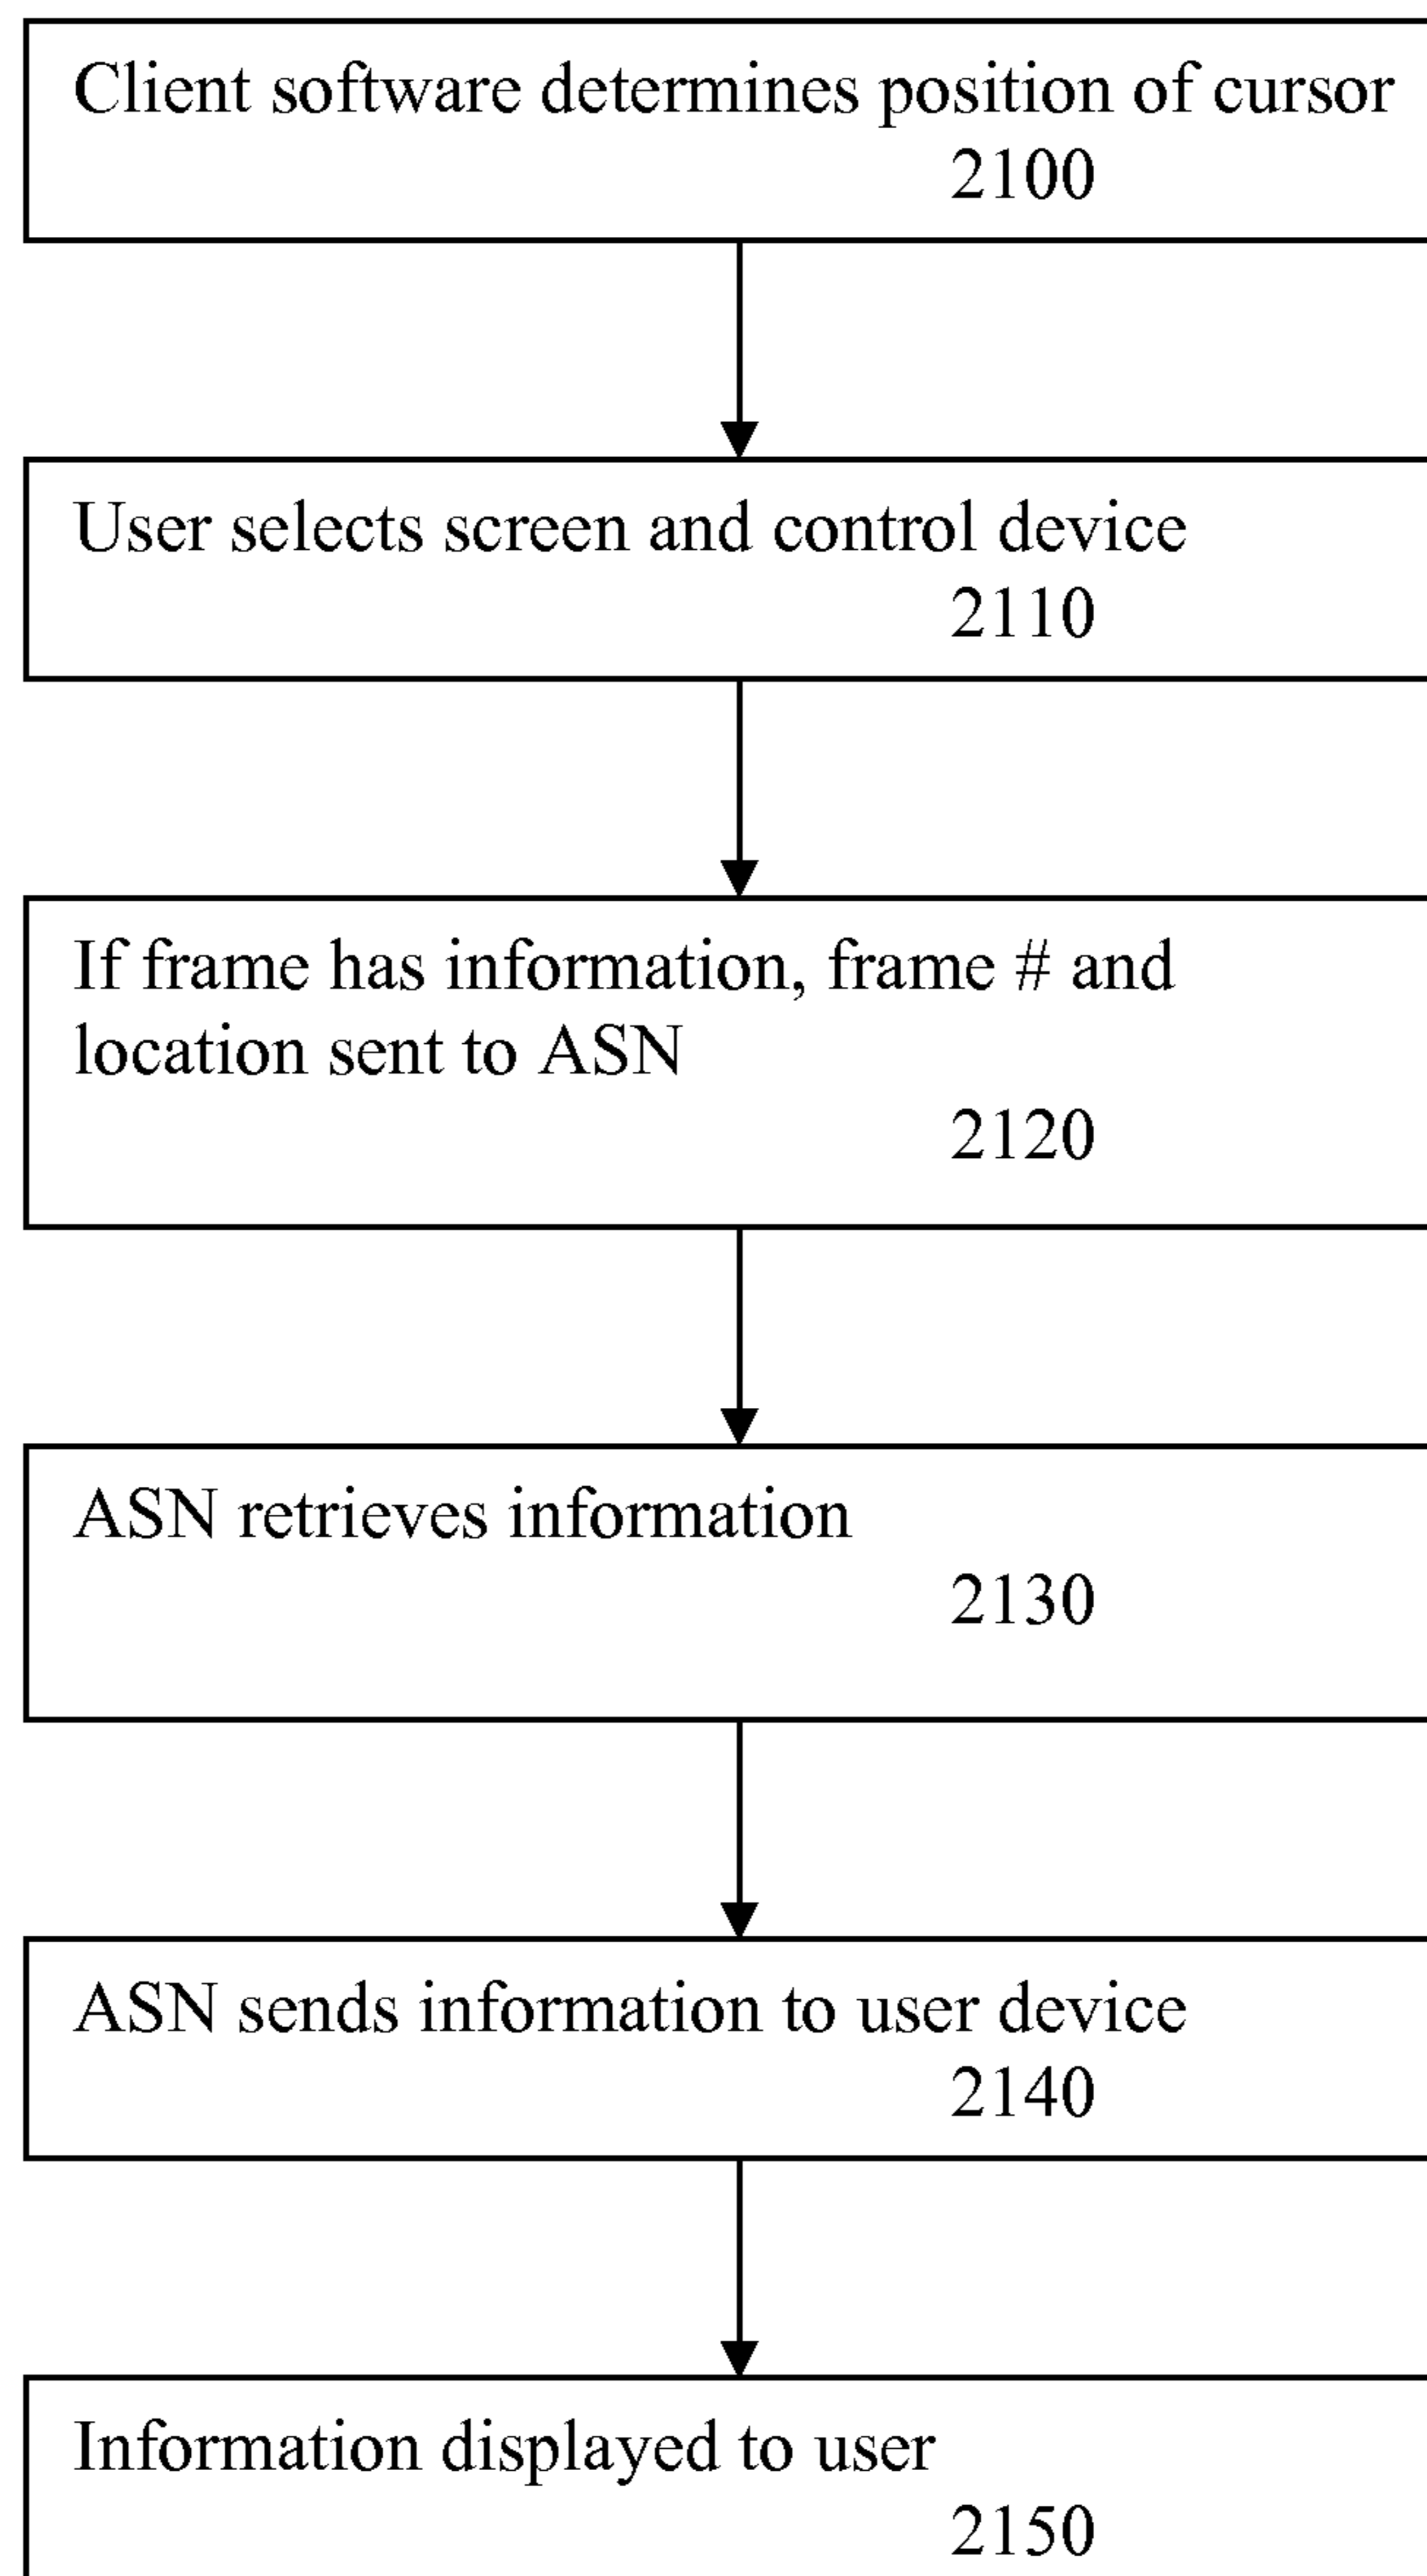 Client software determines position of cursor
2100
User selects screen and control device
2110
If frame has information, frame # and
location sent to ASN
2120
ASN retrieves information
2130
ASN sends information to user device
2140
Information displayed to user
2150